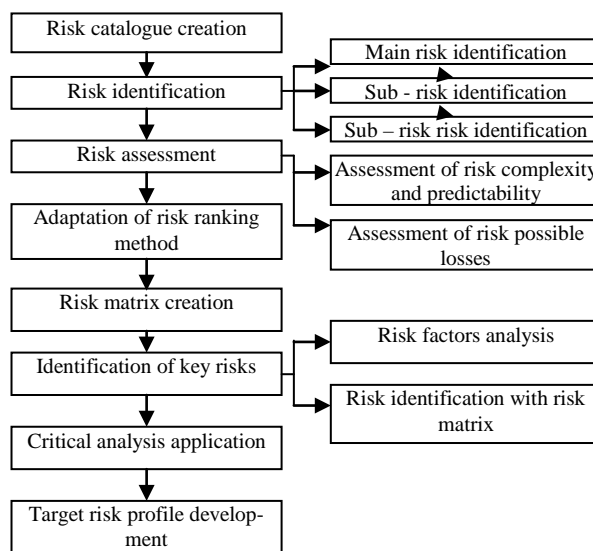 Risk catalogue creation
Risk identification
Main risk identification
Sub - risk identification
Sub – risk risk identification
Risk assessment
Assessment of risk complexity
and predictability
Assessment of risk possible
losses
Adaptation of risk ranking
method
Risk matrix creation
Identification of key risks
Risk factors analysis
Risk identification with risk
matrix
Critical analysis application
Target risk profile develop-
ment